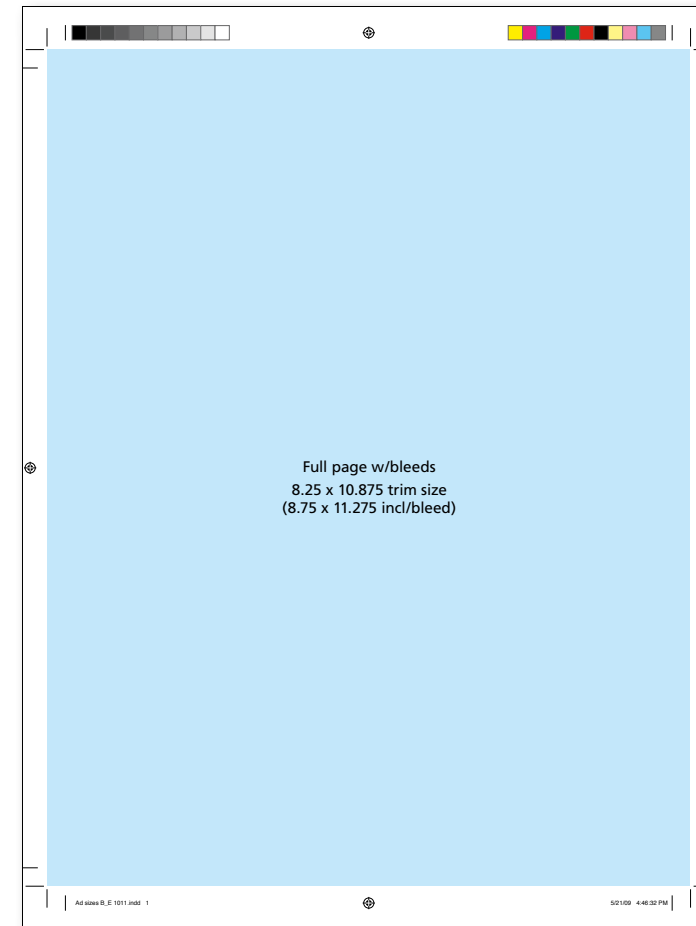 Full page w/bleeds
8.25 x 10.875 trim size
(8.75 x 11.275 incl/bleed)
Ad sizes B_E 1011.indd 1
5/21/09 4:46:32 PM